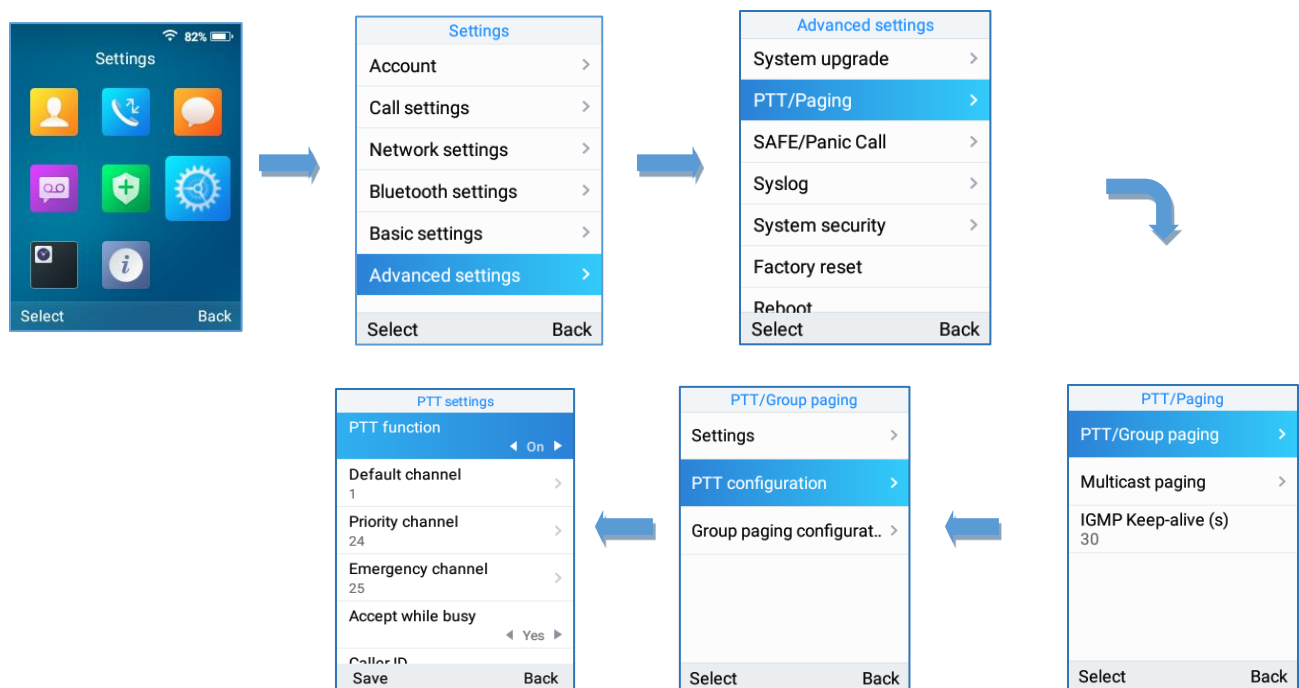 82%
Settings
Select Back
Settings
Account
Call settings
Network settings
Bluetooth settings
Basic settings
Advanced settings
Select Back
Advanced settings
System upgrade
PTT/Paging
SAFE/Panic Call
Syslog
System security
Factory reset
Reboot
Select Back
PTT settings
PTT function
On
Default channel
1
Priority channel
24
Emergency channel
25
Accept while busy
Yes
Caller ID
Save Back
PTT/Group paging
Settings
PTT configuration
Group paging configurat..
Select Back
PTT/Paging
PTT/Group paging
Multicast paging
IGMP Keep-alive (s)
30
Select Back